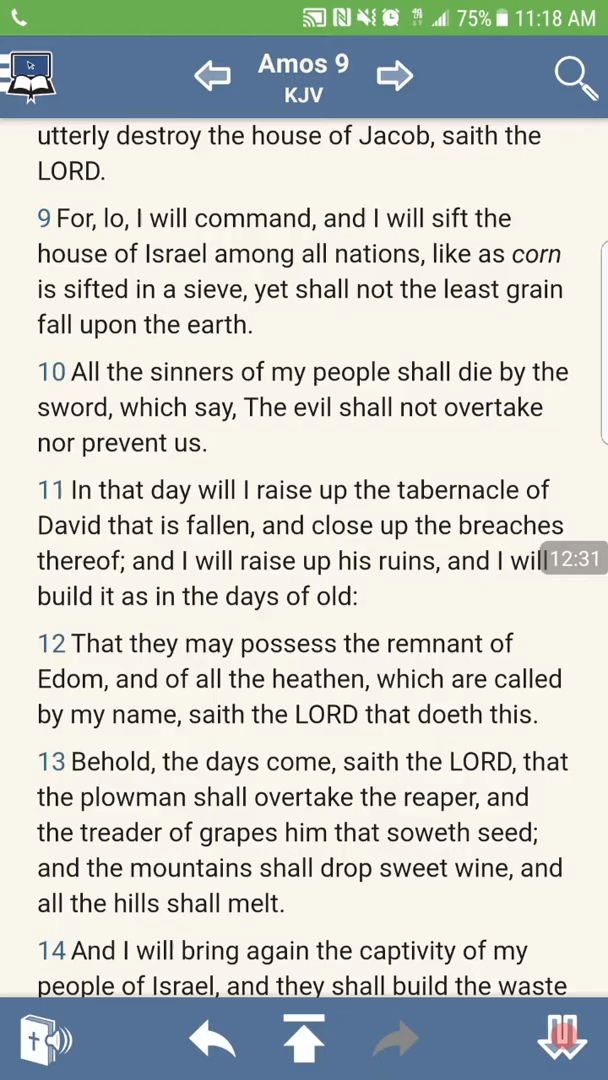 75% 11:18 AM
Amos 9
KJV
utterly destroy the house of Jacob, saith the
LORD.
9 For, lo, I will command, and I will sift the
house of Israel among all nations, like as corn
is sifted in a sieve, yet shall not the least grain
fall upon the earth.
10 All the sinners of my people shall die by the
sword, which say, The evil shall not overtake
nor prevent us.
11 In that day will I raise up the tabernacle of
David that is fallen, and close up the breaches
thereof; and I will raise up his ruins, and I will
12:31
build it as in the days of old:
12 That they may possess the remnant of
Edom, and of all the heathen, which are called
by my name, saith the LORD that doeth this.
13 Behold, the days come, saith the LORD, that
the plowman shall overtake the reaper, and
the treader of grapes him that soweth seed;
and the mountains shall drop sweet wine, and
all the hills shall melt.
14 And I will bring again the captivity of my
people of Israel, and they shall build the waste